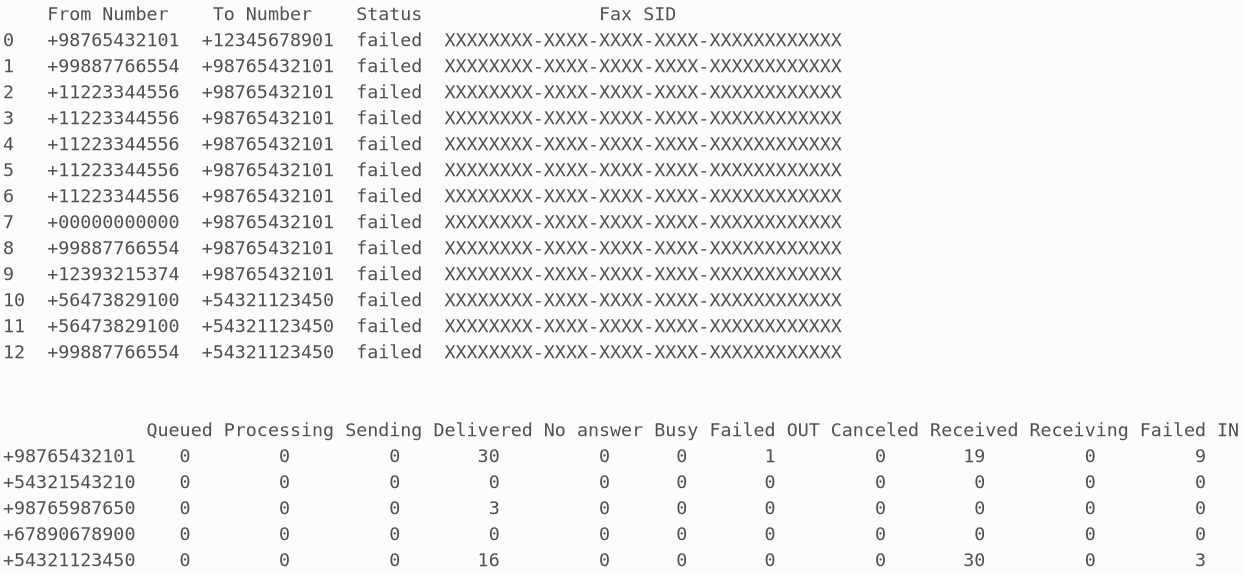 From Number To Number Status Fax SID
0 +98765432101 +12345678901 failed XXXXXXXX-XXXX-XXXX-XXXX-XXXXXXXXXXXX
1 +99887766554 +98765432101 failed XXXXXXXX-XXXX-XXXX-XXXX-XXXXXXXXXXXX
2 +11223344556 +98765432101 failed XXXXXXXX-XXXX-XXXX-XXXX-XXXXXXXXXXXX
3 +11223344556 +98765432101 failed XXXXXXXX-XXXX-XXXX-XXXX-XXXXXXXXXXXX
4 +11223344556 +98765432101 failed XXXXXXXX-XXXX-XXXX-XXXX-XXXXXXXXXXXX
5 +11223344556 +98765432101 failed XXXXXXXX-XXXX-XXXX-XXXX-XXXXXXXXXXXX
6 +11223344556 +98765432101 failed XXXXXXXX-XXXX-XXXX-XXXX-XXXXXXXXXXXX
7 +00000000000 +98765432101 failed XXXXXXXX-XXXX-XXXX-XXXX-XXXXXXXXXXXX
8 +99887766554 +98765432101 failed XXXXXXXX-XXXX-XXXX-XXXX-XXXXXXXXXXXX
9 +12393215374 +98765432101 failed XXXXXXXX-XXXX-XXXX-XXXX-XXXXXXXXXXXX
10 +56473829100 +54321123450 failed XXXXXXXX-XXXX-XXXX-XXXX-XXXXXXXXXXXX
11 +56473829100 +54321123450 failed XXXXXXXX-XXXX-XXXX-XXXX-XXXXXXXXXXXX
12 +99887766554 +54321123450 failed XXXXXXXX-XXXX-XXXX-XXXX-XXXXXXXXXXXX
Queued Processing Sending Delivered No answer Busy Failed OUT Canceled Received Receiving Failed IN
+98765432101 0 0 0 30 0 0 1 0 19 0 9
+54321543210 0 0 0 0 0 0 0 0 0 0 0
+98765987650 0 0 0 3 0 0 0 0 0 0 0
+67890678900 0 0 0 0 0 0 0 0 0 0 0
+54321123450 0 0 0 16 0 0 0 0 30 0 3